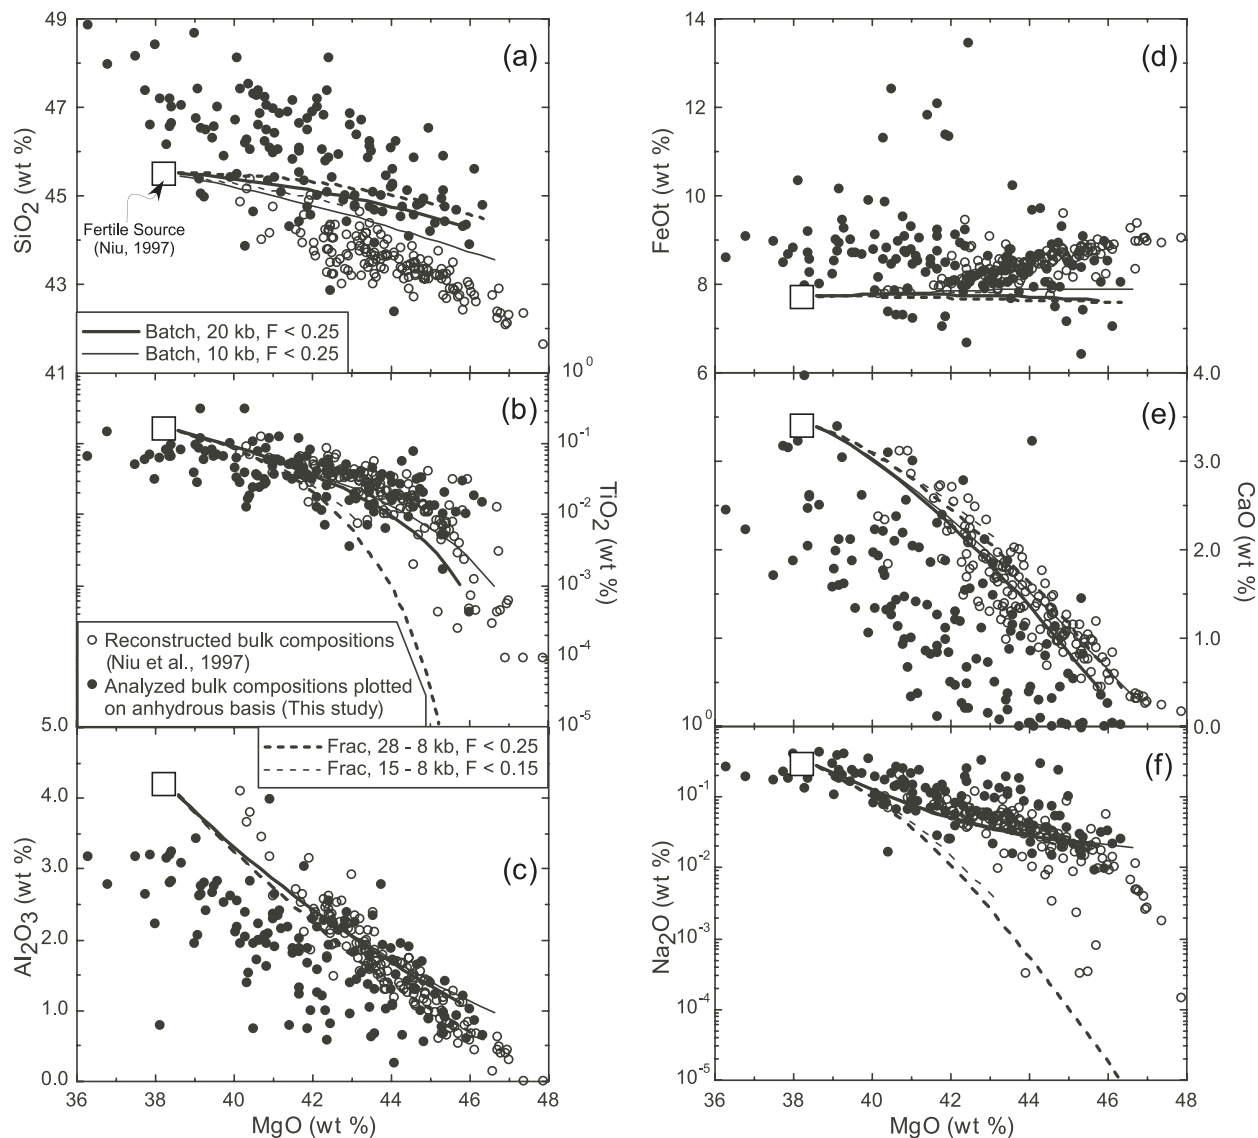 49
47
45
43
41
SiO2 (wt %)
(a)
Fertile Source
(Niu, 1997)
Batch, 20 kb, F < 0.25
Batch, 10 kb, F < 0.25
10^0
10^-1
10^-2
10^-3
10^-4
10^-5
TiO2 (wt %)
(b)
Reconstructed bulk compositions
(Niu et al., 1997)
Analyzed bulk compositions plotted
on anhydrous basis (This study)
5.0
4.0
3.0
2.0
1.0
0.0
Al2O3 (wt %)
(c)
Frac, 28 - 8 kb, F < 0.25
Frac, 15 - 8 kb, F < 0.15
36 38 40 42 44 46 48
MgO (wt %)
14
12
10
8
6
FeOt (wt %)
(d)
4.0
3.0
2.0
1.0
0.0
CaO (wt %)
(e)
10^0
10^-1
10^-2
10^-3
10^-4
10^-5
Na2O (wt %)
(f)
36 38 40 42 44 46 48
MgO (wt %)